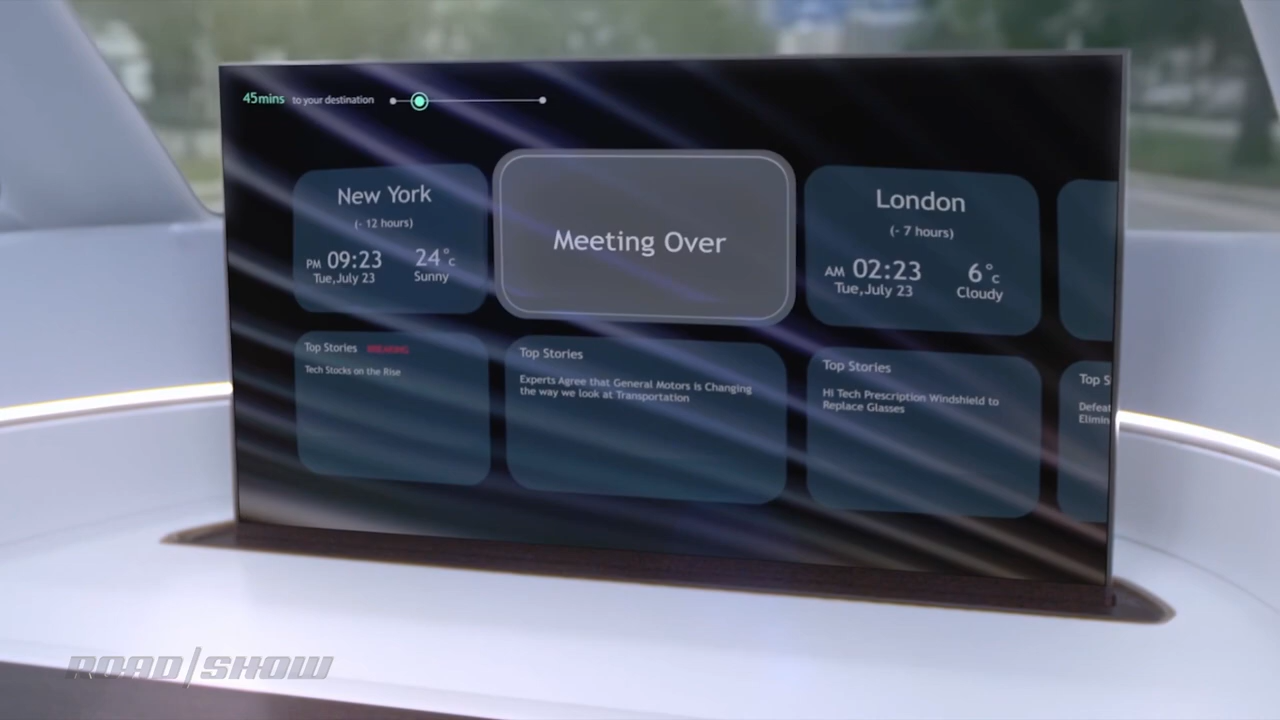 45mins to your destination
New York
(- 12 hours)
PM 09:23 24°c
Tue,July 23 Sunny
Meeting Over
London
(- 7 hours)
AM 02:23 6°c
Tue,July 23 Cloudy
Top Stories BREAKING
Tech Stocks on the Rise
Top Stories
Experts Agree that General Motors is Changing
the way we look at Transportation
Top Stories
Hi Tech Prescription Windshield to
Replace Glasses
Top S
Defeat
Elimin
ROAD/SHOW